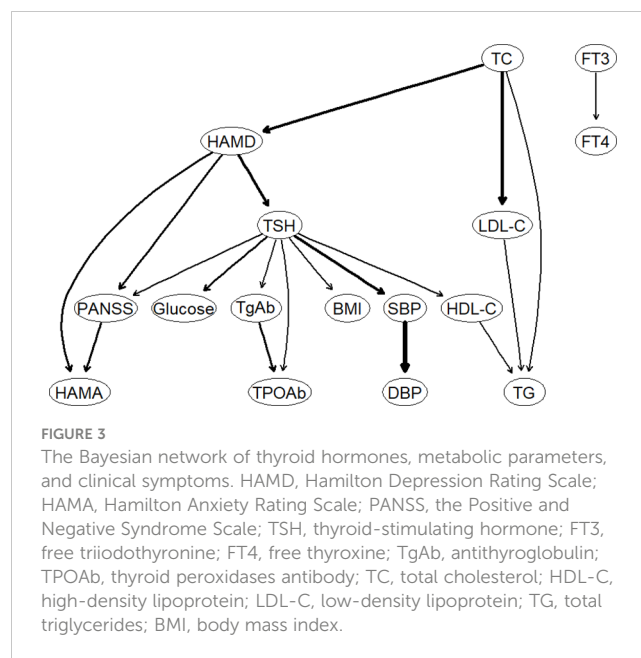 TC FT3
HAMD FT4
TSH LDL-C
PANSS Glucose TgAb BMI SBP HDL-C
HAMA TPOAb DBP TG
FIGURE 3
The Bayesian network of thyroid hormones, metabolic parameters,
and clinical symptoms. HAMD, Hamilton Depression Rating Scale;
HAMA, Hamilton Anxiety Rating Scale; PANSS, the Positive and
Negative Syndrome Scale; TSH, thyroid-stimulating hormone; FT3,
free triiodothyronine; FT4, free thyroxine; TgAb, antithyroglobulin;
TPOAb, thyroid peroxidases antibody; TC, total cholesterol; HDL-C,
high-density lipoprotein; LDL-C, low-density lipoprotein; TG, total
triglycerides; BMI, body mass index.